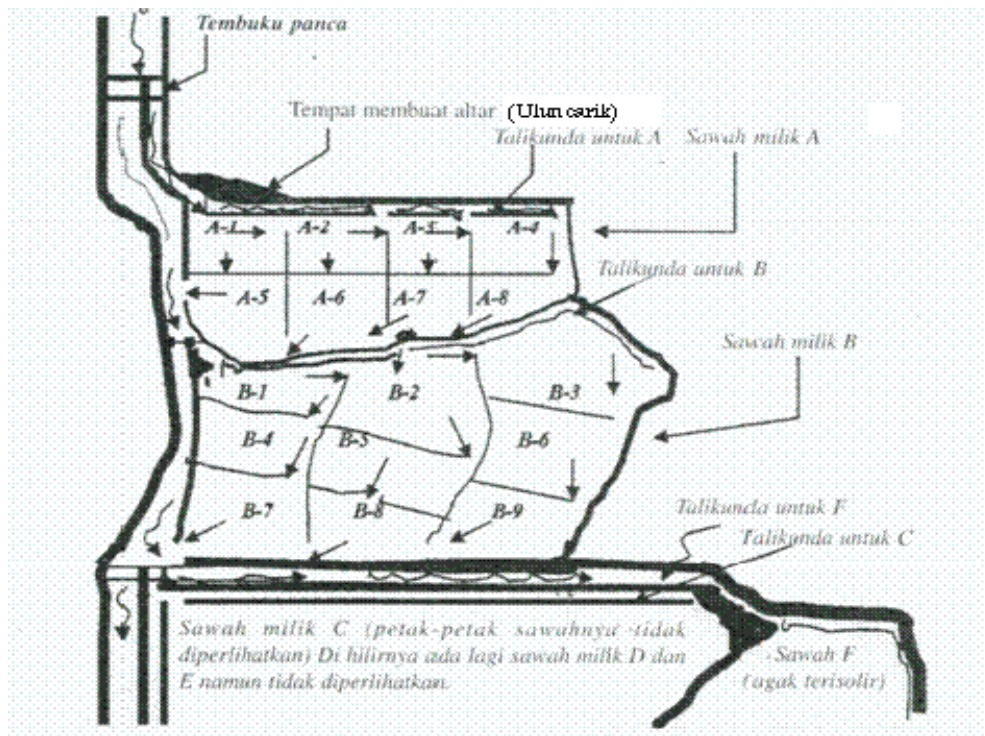 Tembuku panca
Tempat membuat altar (Ulun carik)
Talikunda untuk A
Sawah milik A
A-1
A-2
A-3
A-4
Talikunda untuk B
A-5
A-6
A-7
A-8
Sawah milik B
B-1
B-2
B-3
B-4
B-5
B-6
B-7
B-8
B-9
Talikunda untuk F
Talikunda untuk C
Sawah milik C (petak-petak sawahnya tidak
diperlihatkan) Di hilirnya ada lagi sawah milik D dan
E namun tidak diperlihatkan.
Sawah F
(agak terisolir)